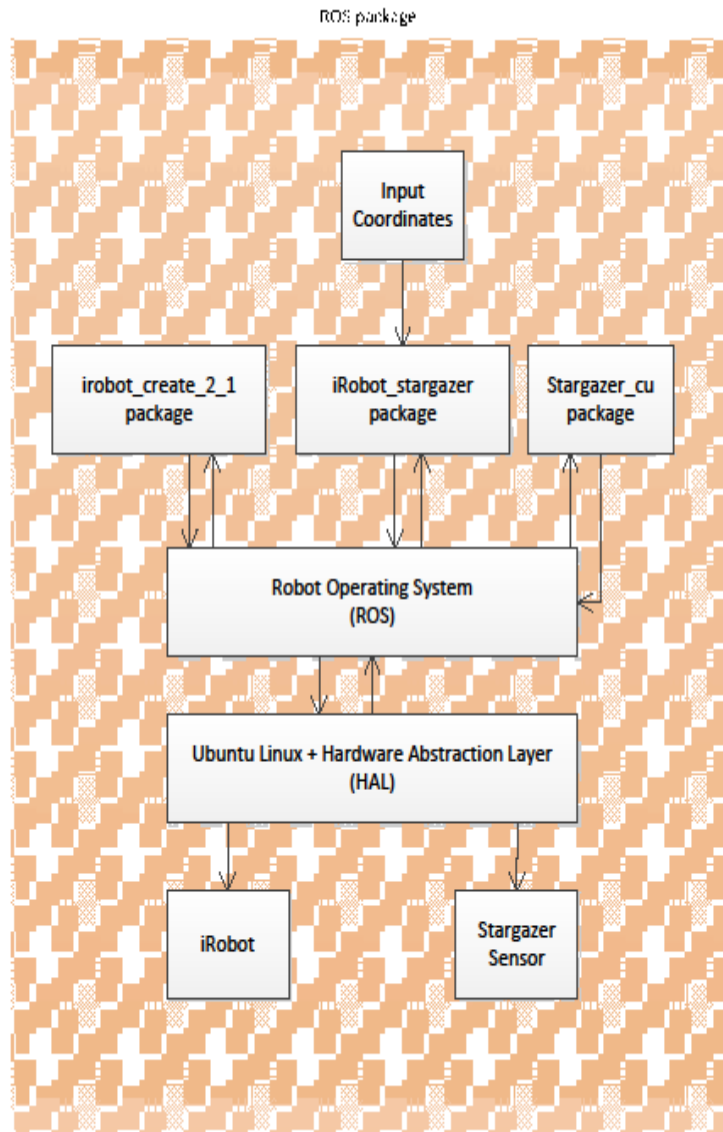 ROS package
Input
Coordinates
irobot_create_2_1
package
iRobot_stargazer
package
Stargazer_cu
package
Robot Operating System
(ROS)
Ubuntu Linux + Hardware Abstraction Layer
(HAL)
iRobot
Stargazer
Sensor